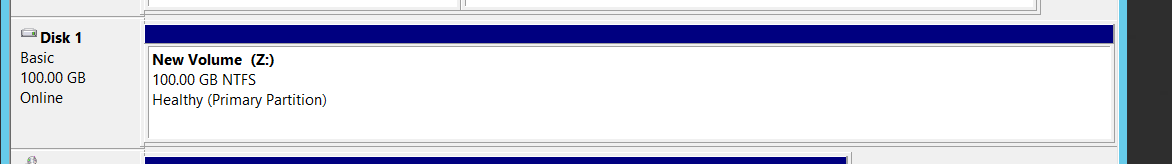 Disk 1
Basic
100.00 GB
Online
New Volume (Z:)
100.00 GB NTFS
Healthy (Primary Partition)